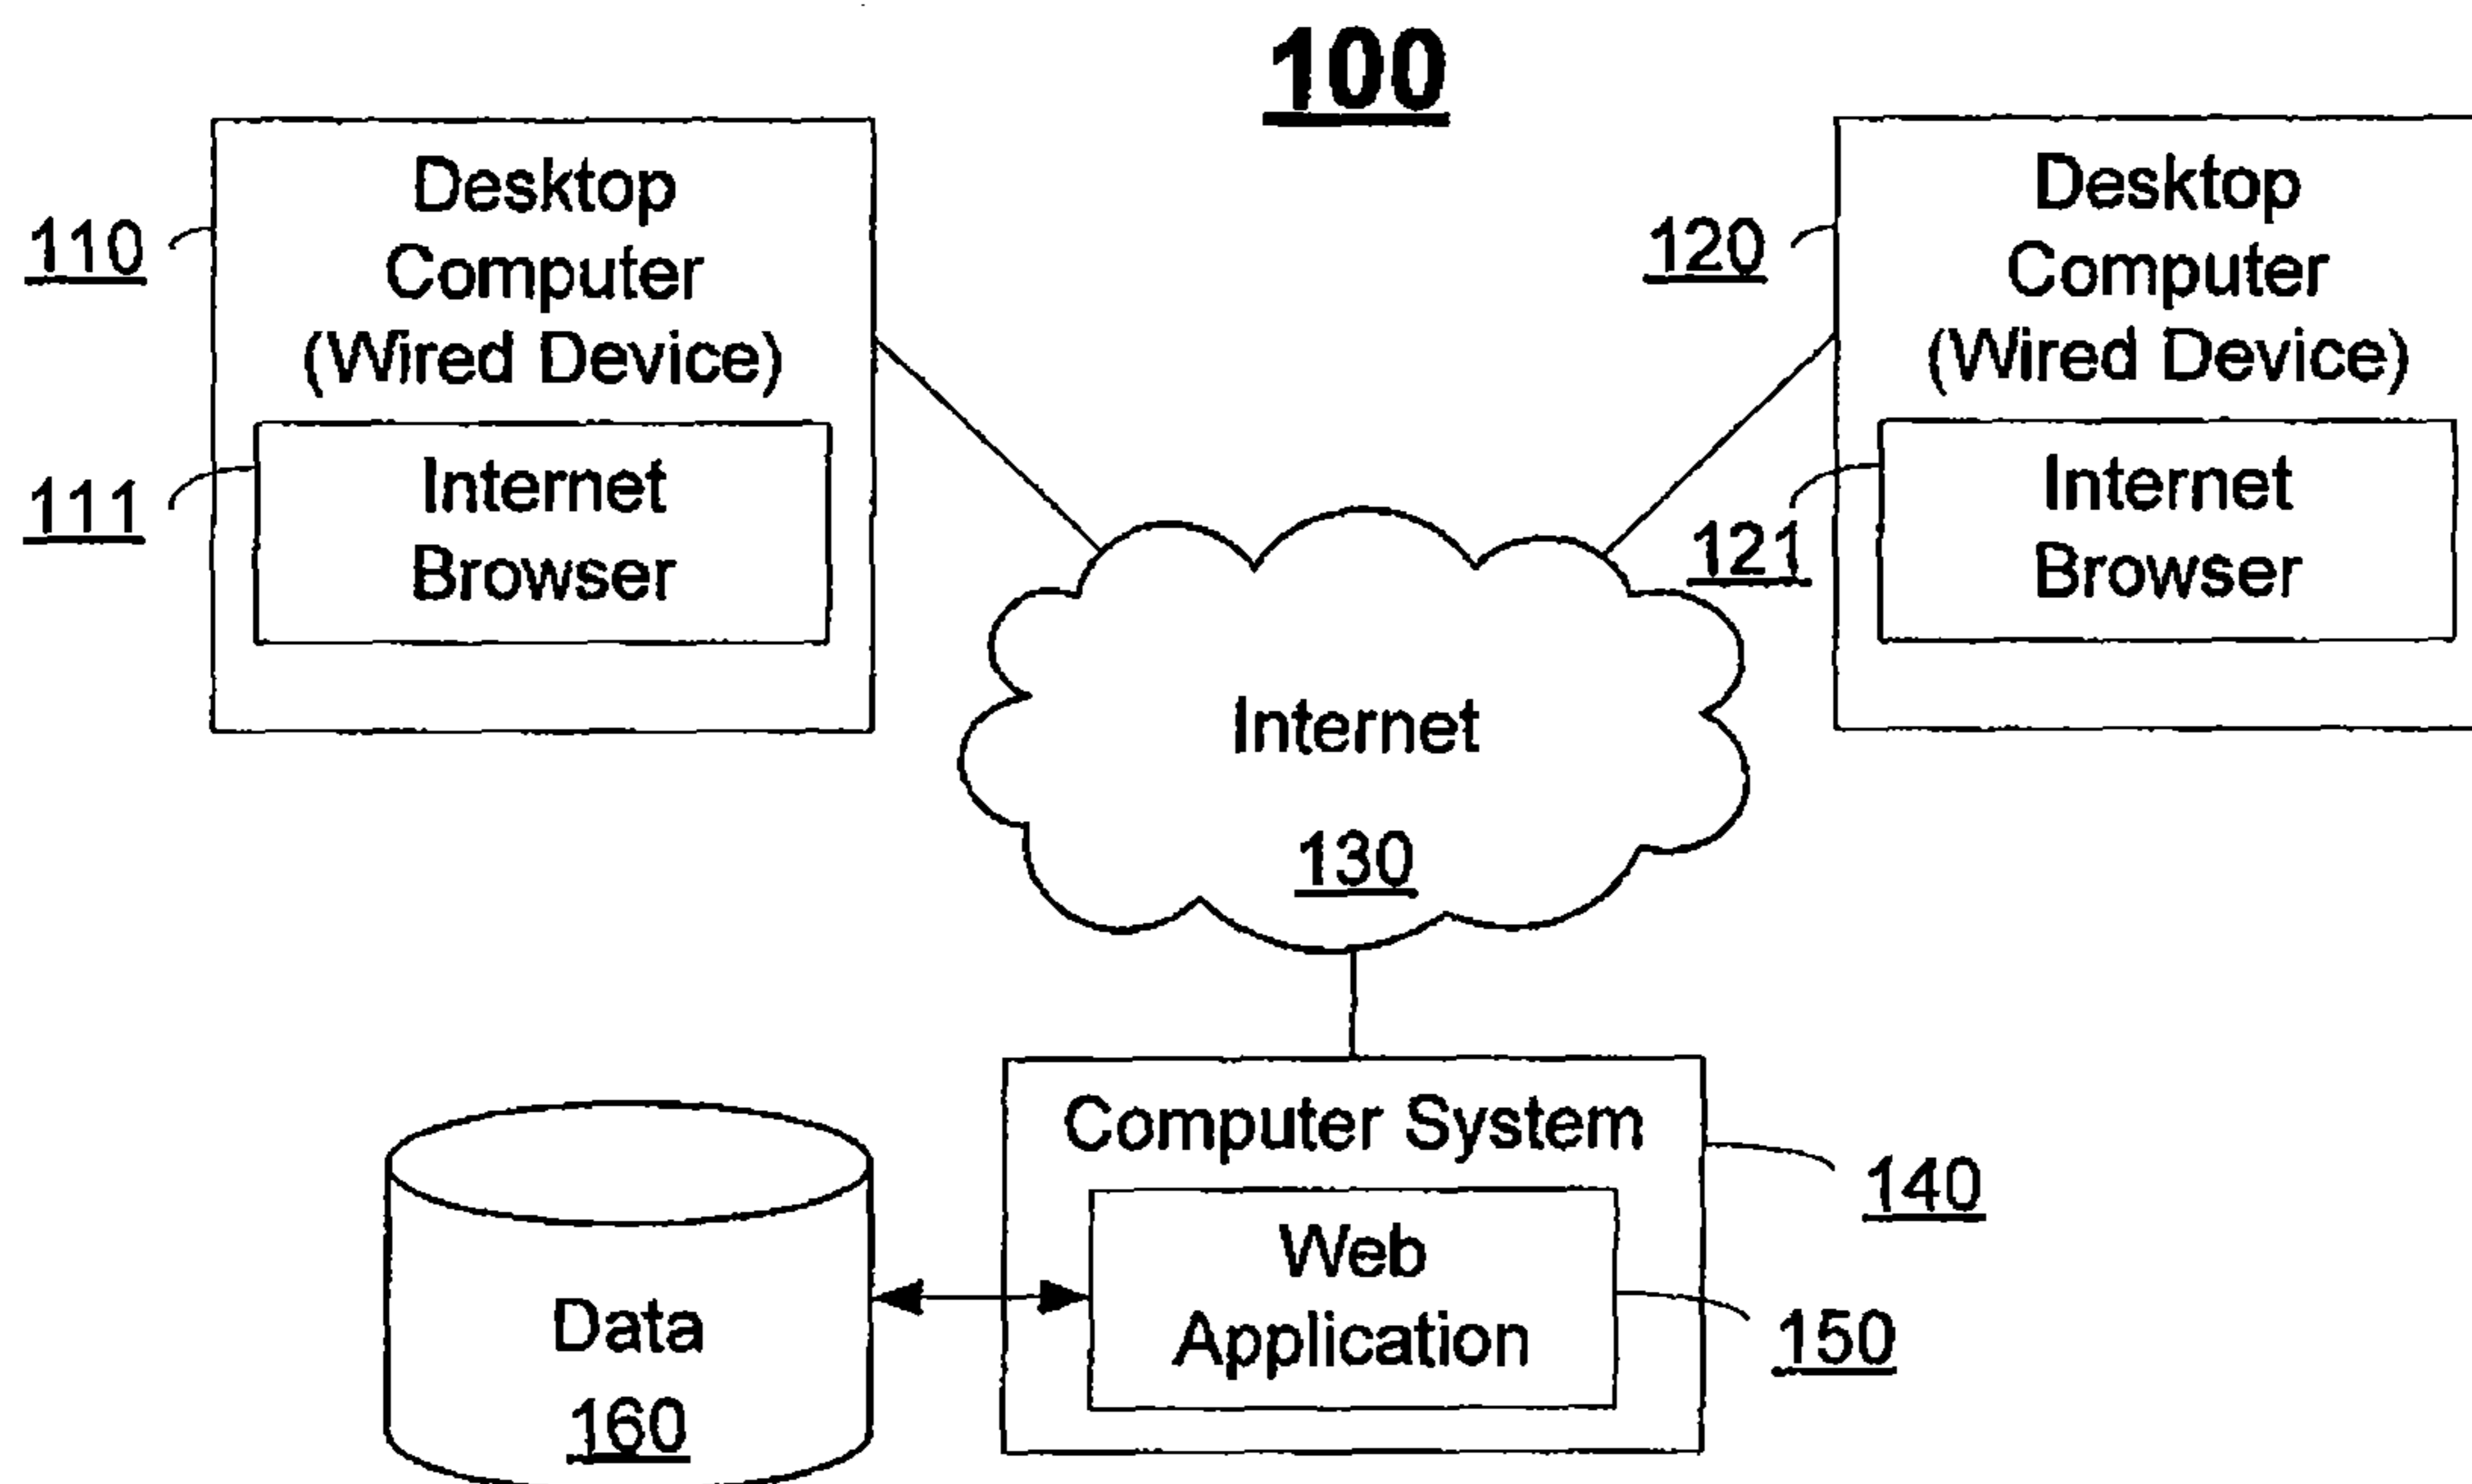 100
110
Desktop
Computer
(Wired Device)
111
Internet
Browser
120
Desktop
Computer
(Wired Device)
121
Internet
Browser
Internet
130
Computer System
140
Web
Application
150
Data
160